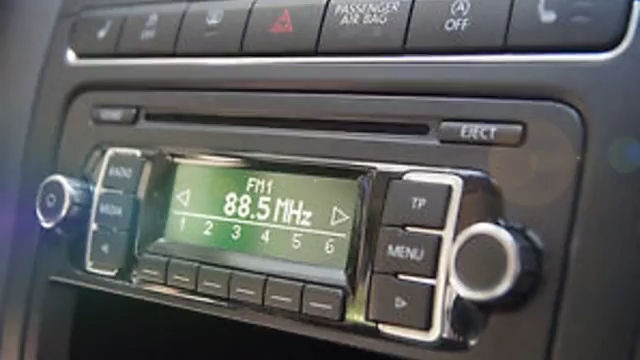 PASSENGER
AIR BAG
A
OFF
EJECT
RADIO
MEDIA
FM1
88.5 MHz
1 2 3 4 5 6
TP
MENU